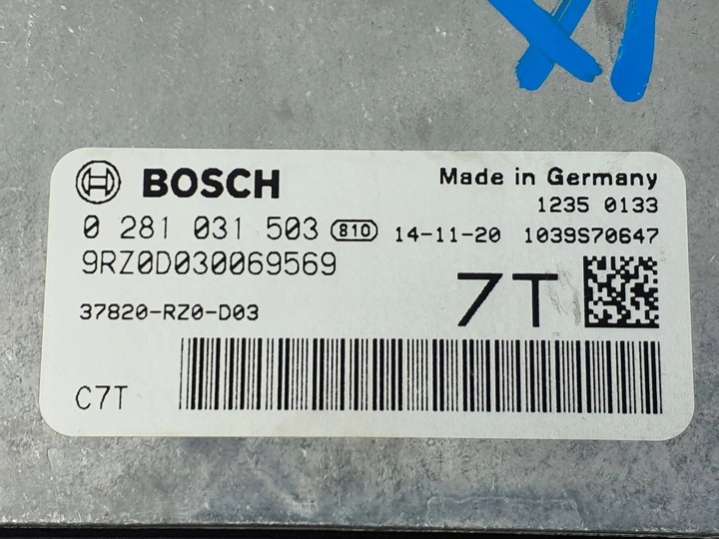 BOSCH
Made in Germany
1235 0133
0 281 031 503 810 14-11-20 1039S70647
9RZ0D030069569
37820-RZ0-D03
7T
C7T